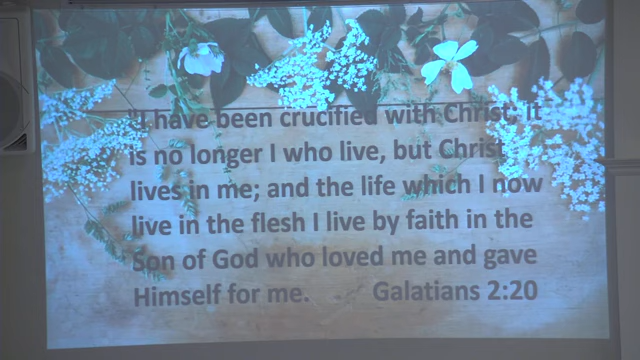 "I have been crucified with Christ; it
is no longer I who live, but Christ
lives in me; and the life which I now
live in the flesh I live by faith in the
Son of God who loved me and gave
Himself for me. Galatians 2:20